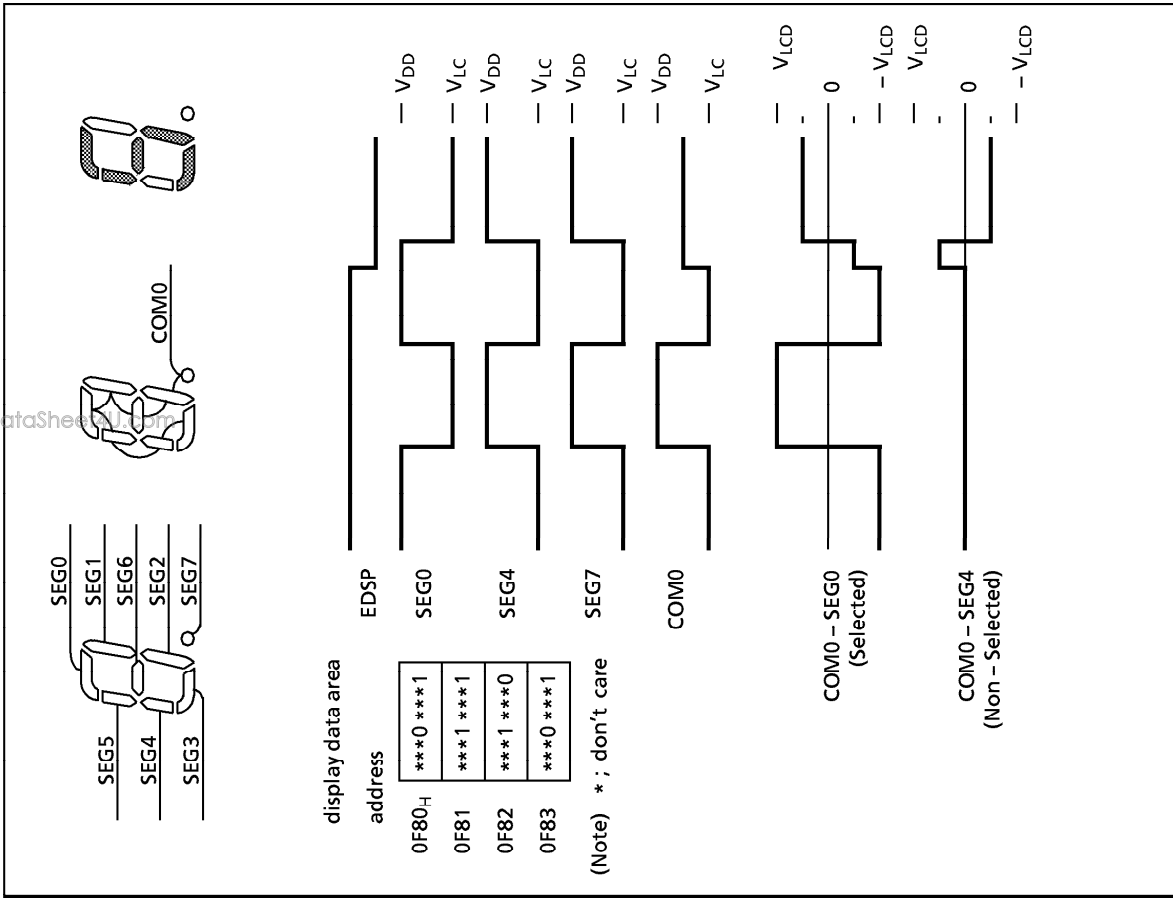 SEG0
SEG1
SEG6
SEG2
SEG7
SEG5
SEG4
SEG3
COM0
ataSheet4U.com
display data area
address
0F80H ***0 ***1
0F81 ***1 ***1
0F82 ***1 ***0
0F83 ***0 ***1
(Note) * ; don't care
EDSP
SEG0
VDD
VLC
SEG4
VDD
VLC
SEG7
VDD
VLC
COM0
VDD
VLC
COM0 – SEG0
(Selected)
VLCD
0
– VLCD
COM0 – SEG4
(Non – Selected)
VLCD
0
– VLCD